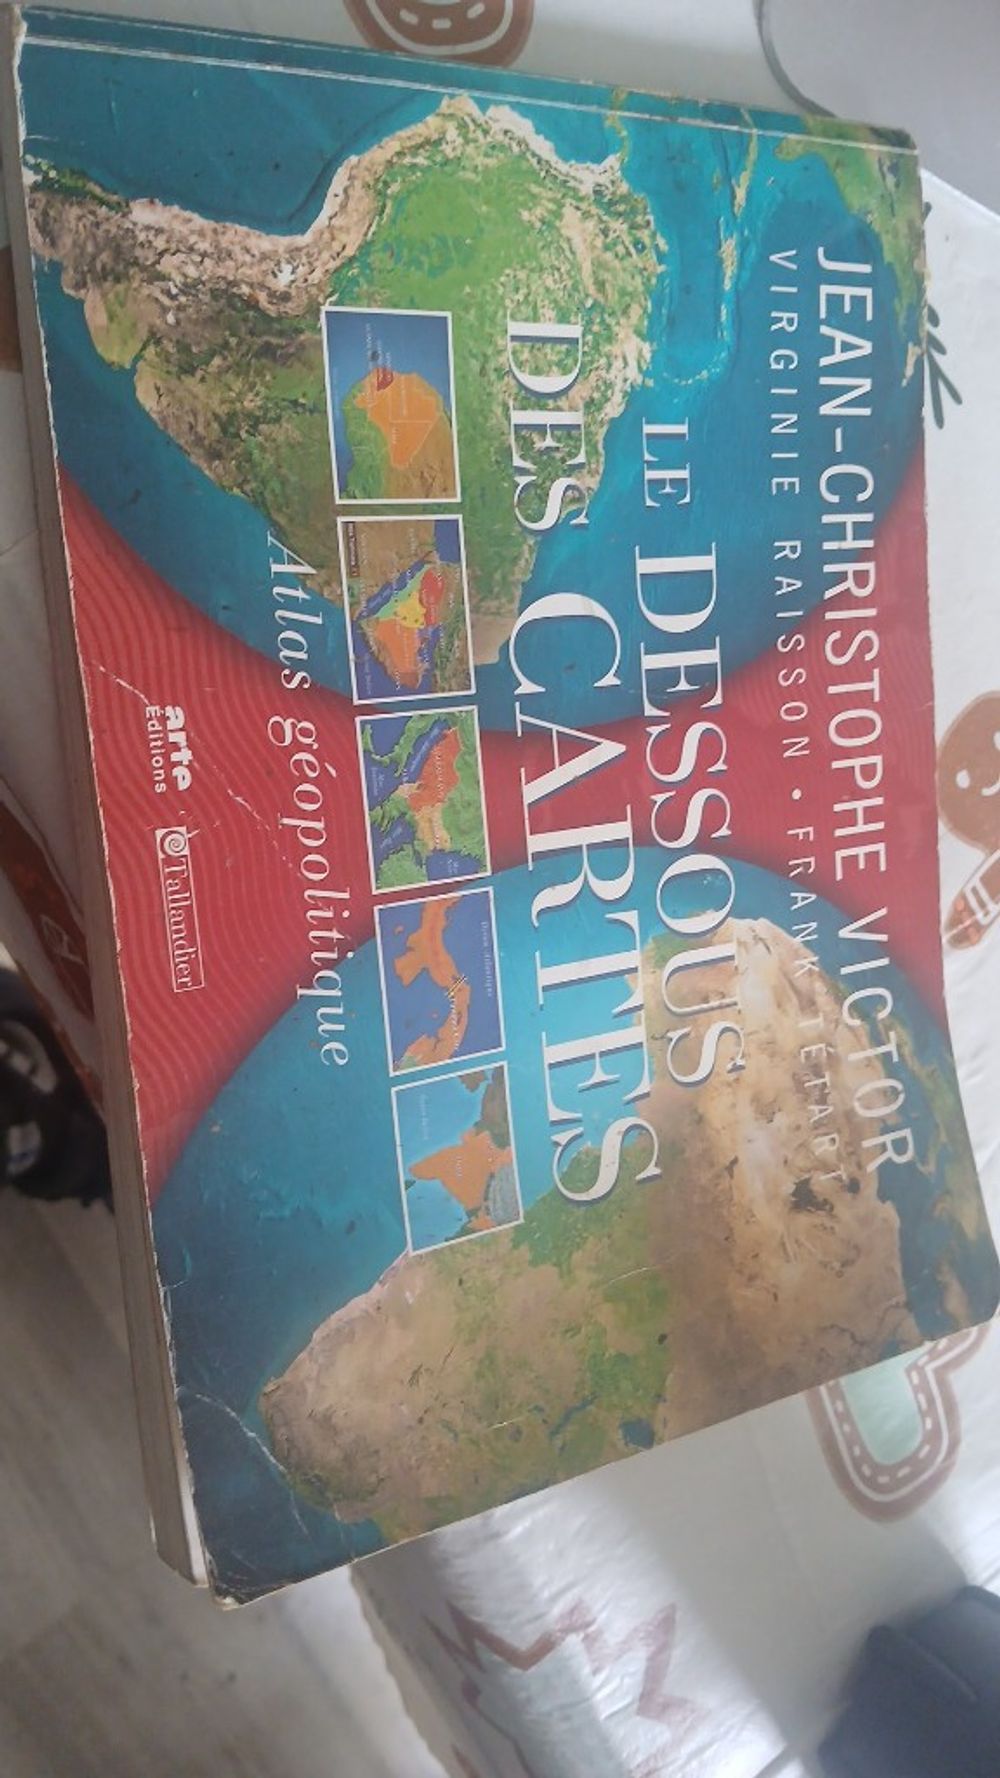 JEAN-CHRISTOPHE VICTOR
VIRGINIE RAISSON • FRANK TÉTART
LE DESSOUS
DES CARTES
Atlas géopolitique
arte
Éditions
Tallandier